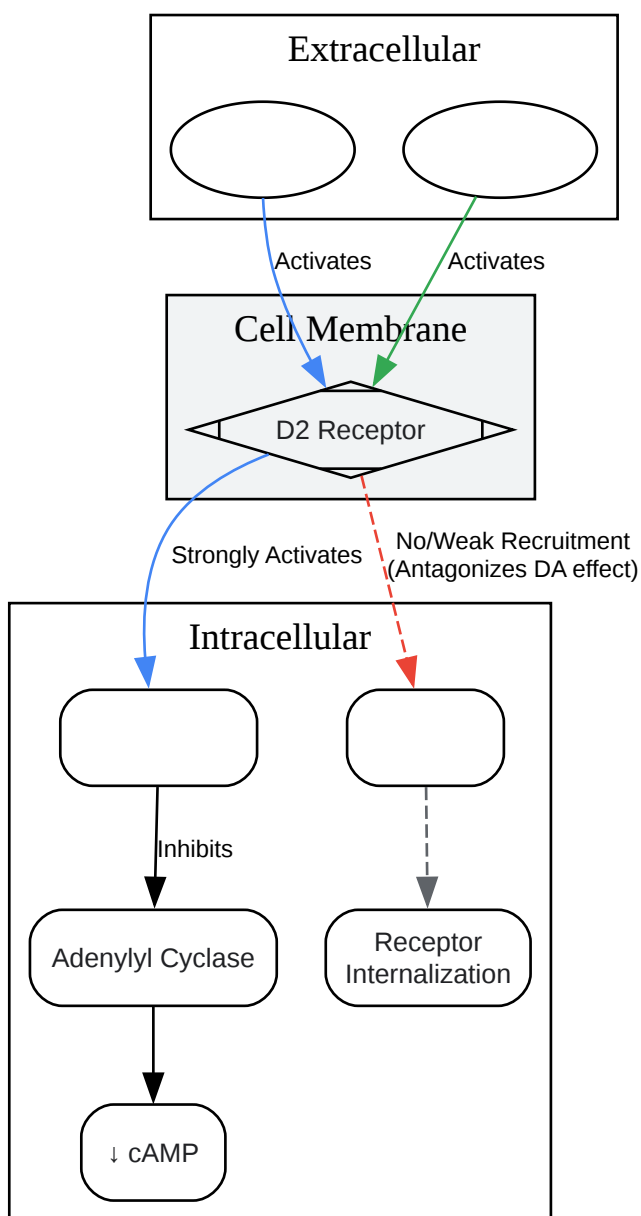 Extracellular
Activates
Activates
Cell Membrane
D2 Receptor
Strongly Activates
No/Weak Recruitment
(Antagonizes DA effect)
Intracellular
Inhibits
Adenylyl Cyclase
Receptor
Internalization
↓ cAMP